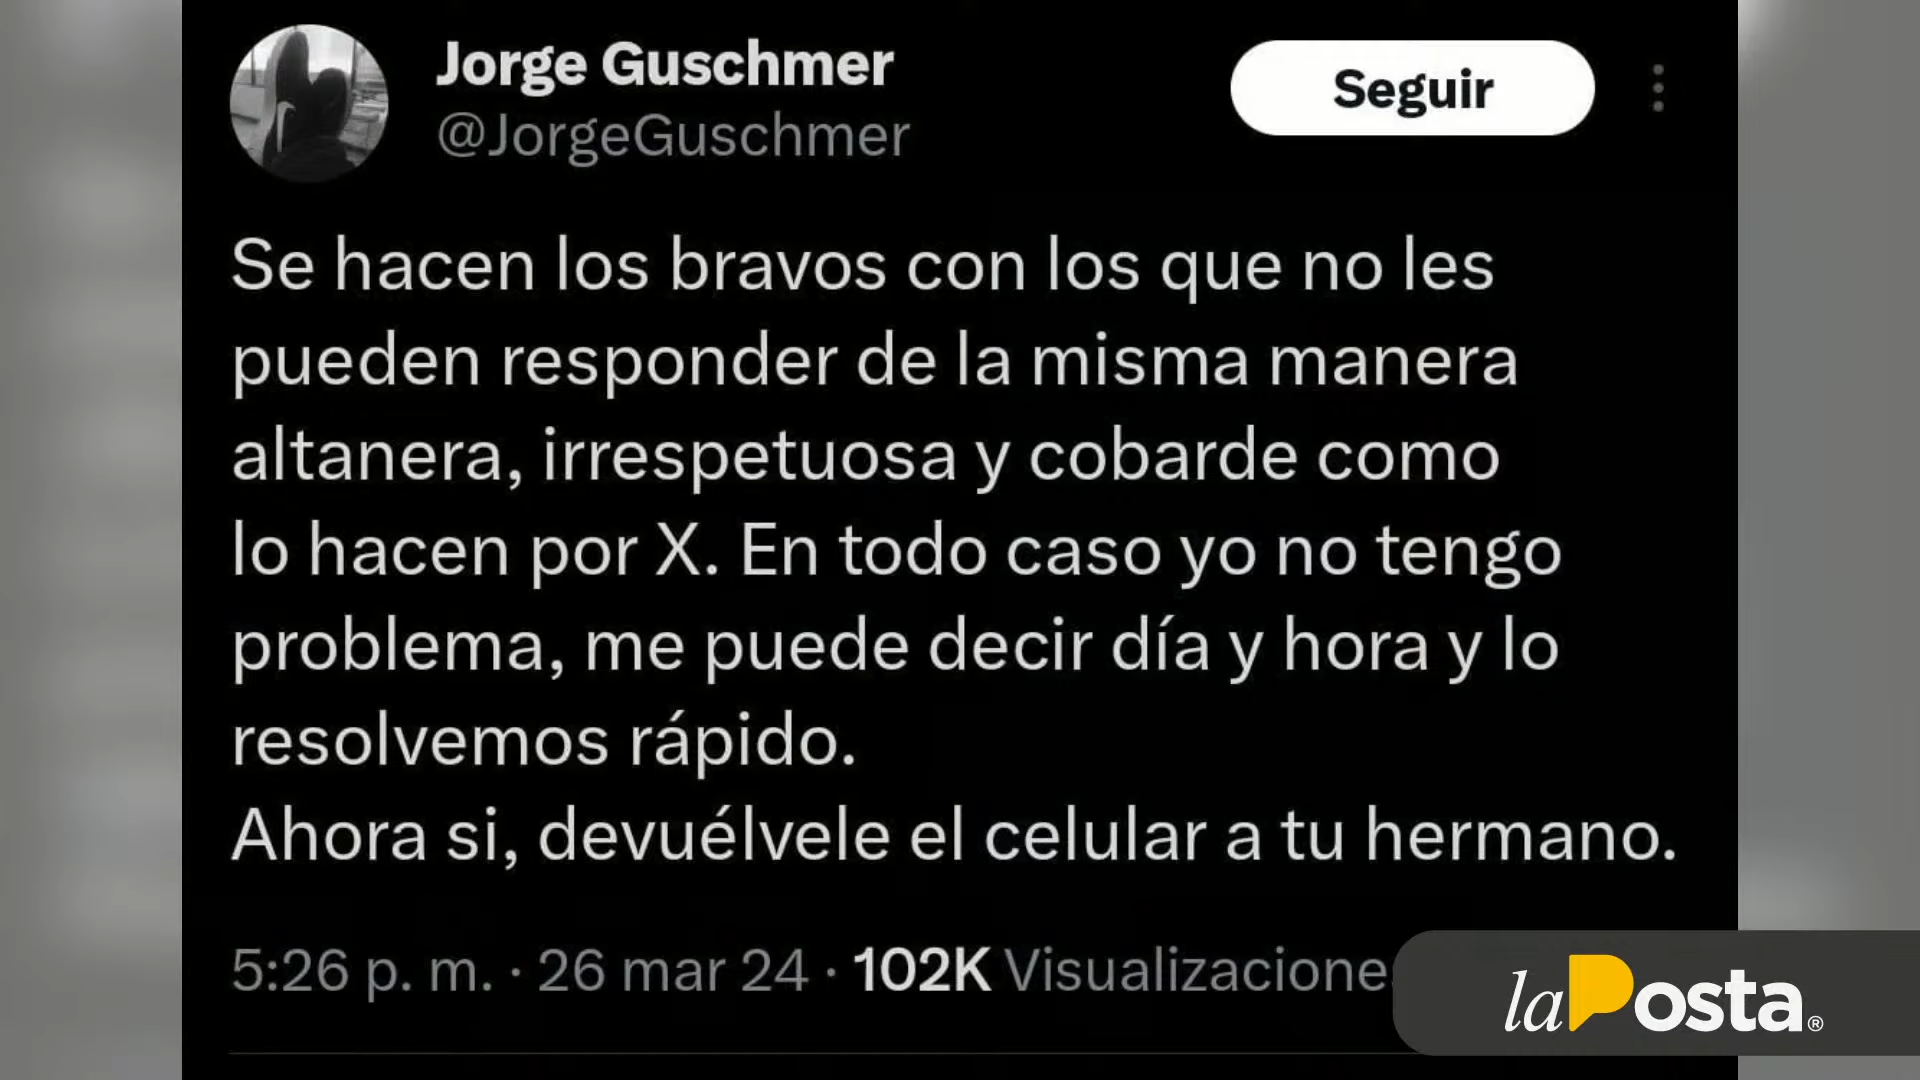 Jorge Guschmer
@JorgeGuschmer
Seguir
Se hacen los bravos con los que no les
pueden responder de la misma manera
altanera, irrespetuosa y cobarde como
lo hacen por X. En todo caso yo no tengo
problema, me puede decir día y hora y lo
resolvemos rápido.
Ahora si, devuélvele el celular a tu hermano.
5:26 p. m. · 26 mar 24 · 102K Visualizacione
laPosta®